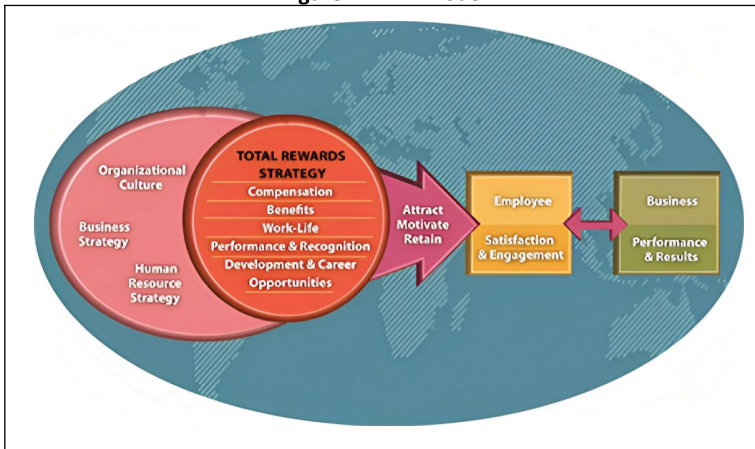 Organizational
Culture
Business
Strategy
Human
Resource
Strategy
TOTAL REWARDS
STRATEGY
Compensation
Benefits
Work-Life
Performance & Recognition
Development & Career
Opportunities
Attract
Motivate
Retain
Employee
Satisfaction
& Engagement
Business
Performance
& Results